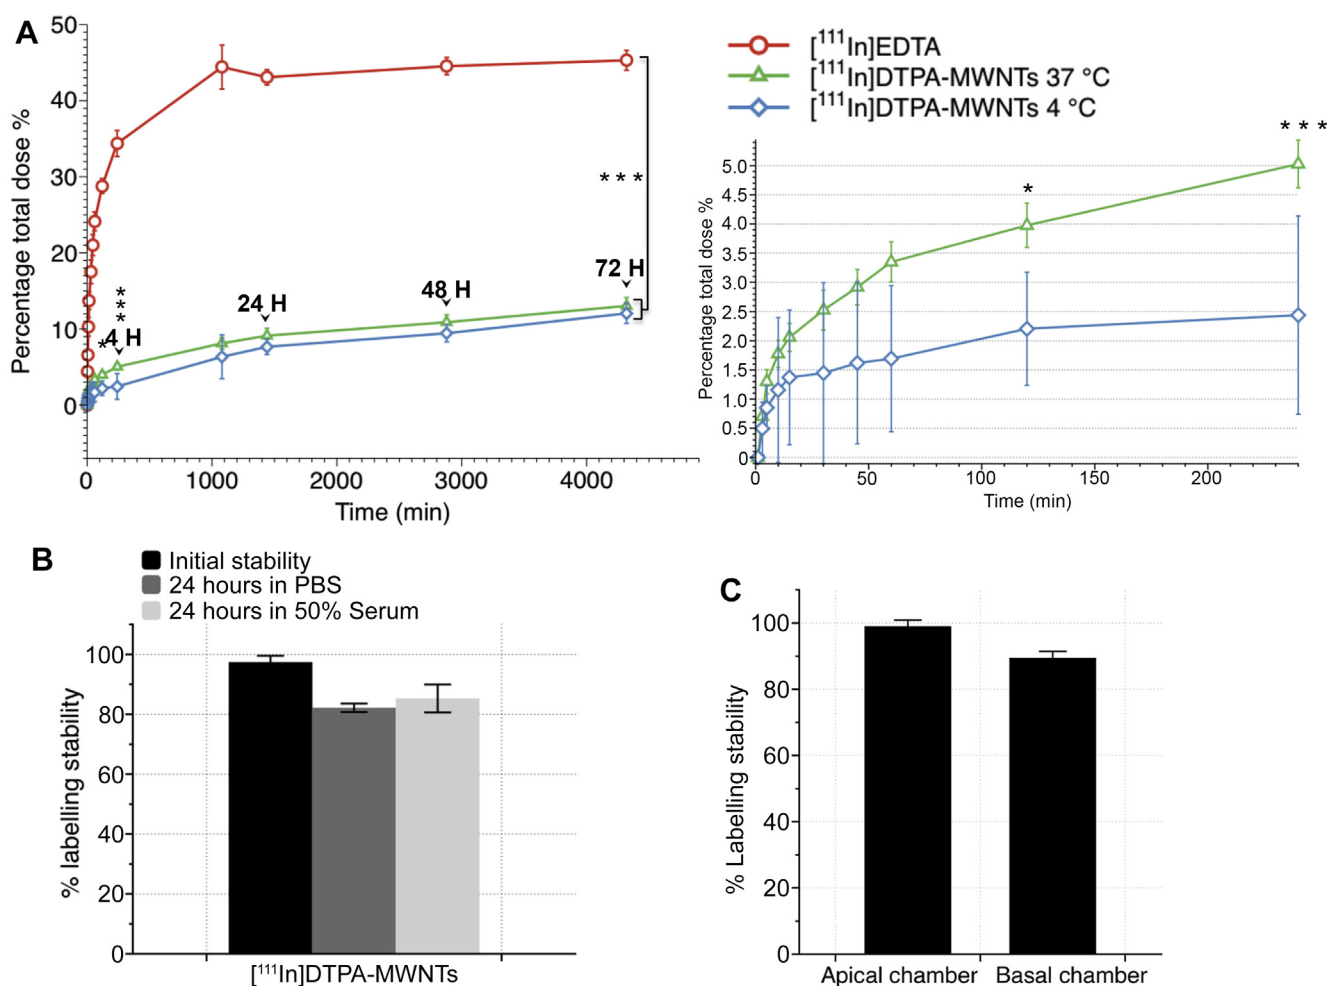 A
50
40
30
20
10
0
Percentage total dose %
0 1000 2000 3000 4000
Time (min)
* * *
*
*
*
*
4 H
24 H
48 H
72 H
* * *
[¹¹¹In]EDTA
[¹¹¹In]DTPA-MWNTs 37 °C
[¹¹¹In]DTPA-MWNTs 4 °C
5.0
4.5
4.0
3.5
3.0
2.5
2.0
1.5
1.0
0.5
0
Percentage total dose %
0 50 100 150 200
Time (min)
*
B
Initial stability
24 hours in PBS
24 hours in 50% Serum
100
80
60
40
20
0
% labelling stability
[¹¹¹In]DTPA-MWNTs
C
100
80
60
40
20
0
% Labelling stability
Apical chamber Basal chamber